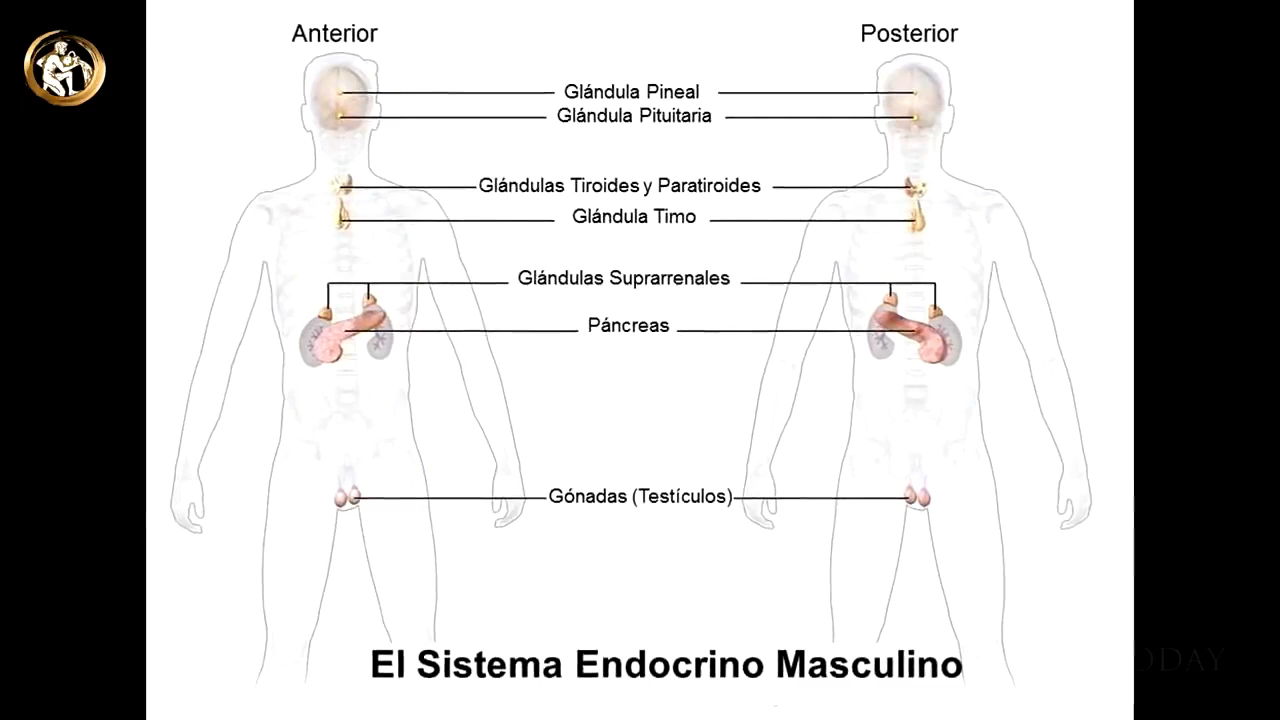 Anterior
Posterior
Glándula Pineal
Glándula Pituitaria
Glándulas Tiroides y Paratiroides
Glándula Timo
Glándulas Suprarrenales
Páncreas
Gónadas (Testículos)
El Sistema Endocrino Masculino